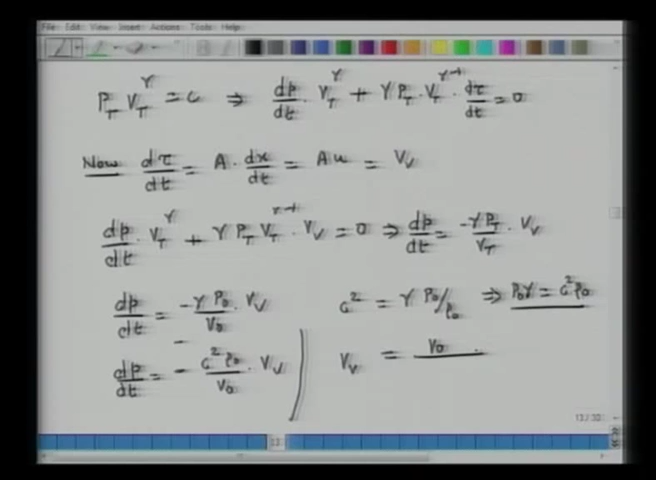 File Edit View Insert Actions Tools Help
P_T V_T^γ = c ⇒ dp/dt · V_T^γ + γ P_T · V_T^(γ-1) · dτ/dt = 0
Now dτ/dt = A · dx/dt = A u = V_v
dp/dt · V_T^γ + γ P_T V_T^(γ-1) · V_v = 0 ⇒ dp/dt = -γ P_T/V_T · V_v
dp/dt = -γ P_0/V_0 · V_v   c² = γ P_0/ρ_0 ⇒ P_0 γ = c² ρ_0
dp/dt = - c² ρ_0/V_0 · V_v   V_v = V_0 ·